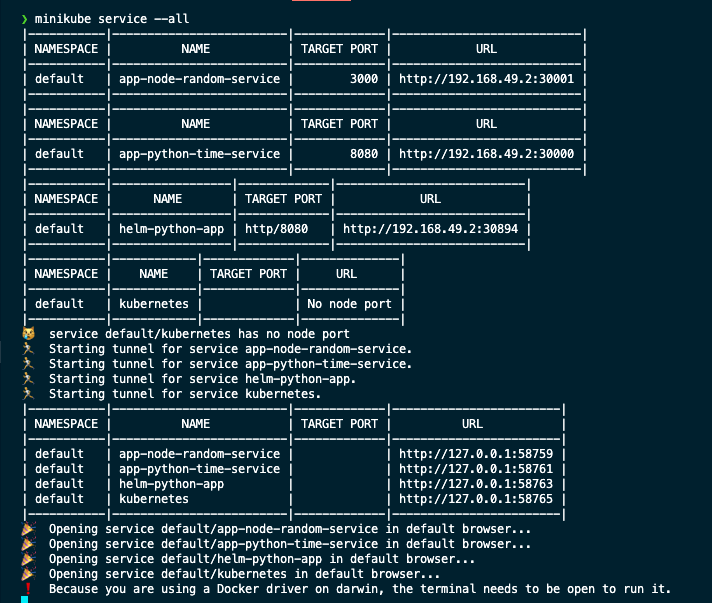 ❯ minikube service --all
|-----------|-------------------------|-------------|---------------------------|
| NAMESPACE |          NAME           | TARGET PORT |            URL            |
|-----------|-------------------------|-------------|---------------------------|
| default   | app-node-random-service |        3000 | http://192.168.49.2:30001 |
|-----------|-------------------------|-------------|---------------------------|
|-----------|-------------------------|-------------|---------------------------|
| NAMESPACE |          NAME           | TARGET PORT |            URL            |
|-----------|-------------------------|-------------|---------------------------|
| default   | app-python-time-service |        8080 | http://192.168.49.2:30000 |
|-----------|-------------------------|-------------|---------------------------|
|-----------|-----------------|-------------|---------------------------|
| NAMESPACE |      NAME       | TARGET PORT |            URL            |
|-----------|-----------------|-------------|---------------------------|
| default   | helm-python-app | http/8080   | http://192.168.49.2:30894 |
|-----------|-----------------|-------------|---------------------------|
|-----------|------------|-------------|--------------|
| NAMESPACE |    NAME    | TARGET PORT |     URL      |
|-----------|------------|-------------|--------------|
| default   | kubernetes |             | No node port |
|-----------|------------|-------------|--------------|
😿  service default/kubernetes has no node port
🏃  Starting tunnel for service app-node-random-service.
🏃  Starting tunnel for service app-python-time-service.
🏃  Starting tunnel for service helm-python-app.
🏃  Starting tunnel for service kubernetes.
|-----------|-------------------------|-------------|------------------------|
| NAMESPACE |          NAME           | TARGET PORT |          URL           |
|-----------|-------------------------|-------------|------------------------|
| default   | app-node-random-service |             | http://127.0.0.1:58759 |
| default   | app-python-time-service |             | http://127.0.0.1:58761 |
| default   | helm-python-app         |             | http://127.0.0.1:58763 |
| default   | kubernetes              |             | http://127.0.0.1:58765 |
|-----------|-------------------------|-------------|------------------------|
🎉  Opening service default/app-node-random-service in default browser...
🎉  Opening service default/app-python-time-service in default browser...
🎉  Opening service default/helm-python-app in default browser...
🎉  Opening service default/kubernetes in default browser...
❗  Because you are using a Docker driver on darwin, the terminal needs to be open to run it.